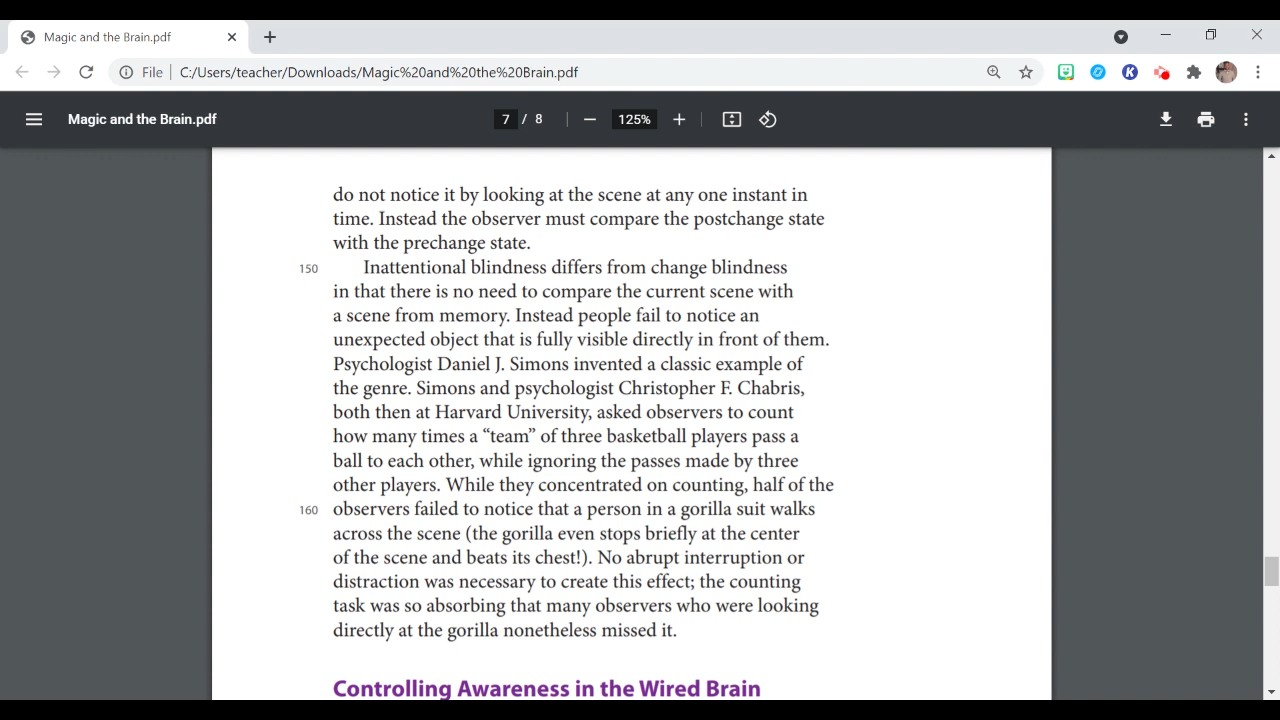 Magic and the Brain.pdf
File C:/Users/teacher/Downloads/Magic%20and%20the%20Brain.pdf
Magic and the Brain.pdf 7 / 8 125%
do not notice it by looking at the scene at any one instant in
time. Instead the observer must compare the postchange state
with the prechange state.
150 Inattentional blindness differs from change blindness
in that there is no need to compare the current scene with
a scene from memory. Instead people fail to notice an
unexpected object that is fully visible directly in front of them.
Psychologist Daniel J. Simons invented a classic example of
the genre. Simons and psychologist Christopher F. Chabris,
both then at Harvard University, asked observers to count
how many times a “team” of three basketball players pass a
ball to each other, while ignoring the passes made by three
other players. While they concentrated on counting, half of the
160 observers failed to notice that a person in a gorilla suit walks
across the scene (the gorilla even stops briefly at the center
of the scene and beats its chest!). No abrupt interruption or
distraction was necessary to create this effect; the counting
task was so absorbing that many observers who were looking
directly at the gorilla nonetheless missed it.
Controlling Awareness in the Wired Brain